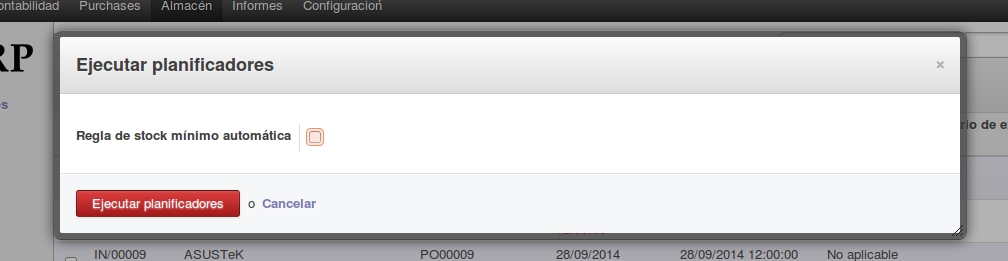 ontabilidad Purchases Almacén Informes Configuración
RP
Ejecutar planificadores ×
os
rio de e
Regla de stock mínimo automática
Ejecutar planificadores o Cancelar
IN/00009 ASUSTeK PO00009 28/09/2014 28/09/2014 12:00:00 No aplicable